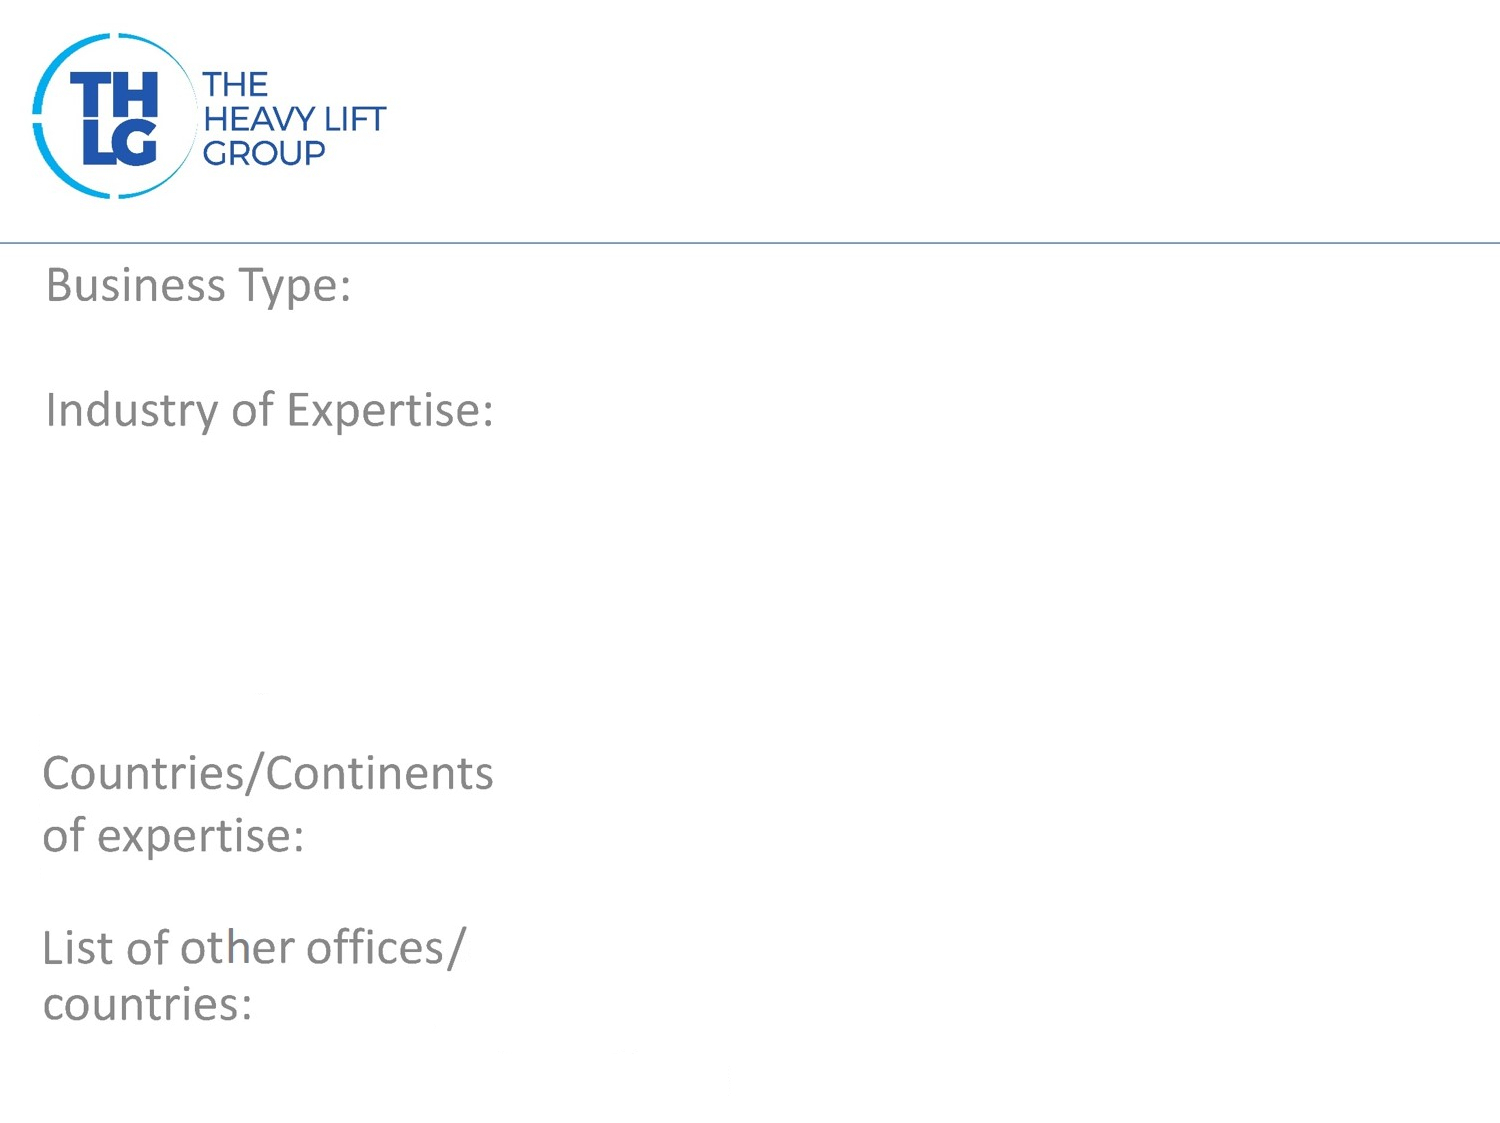 TH
LG
THE
HEAVY LIFT
GROUP
Business Type:
Industry of Expertise:
Countries/Continents
of expertise:
List of other offices/
countries: